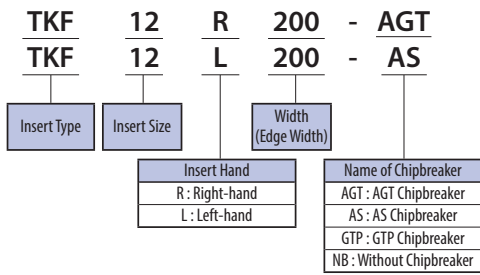 TKF 12 R 200 - AGT
TKF 12 L 200 - AS
Insert Type
Insert Size
Width
(Edge Width)
Insert Hand
R : Right-hand
L : Left-hand
Name of Chipbreaker
AGT : AGT Chipbreaker
AS : AS Chipbreaker
GTP : GTP Chipbreaker
NB : Without Chipbreaker